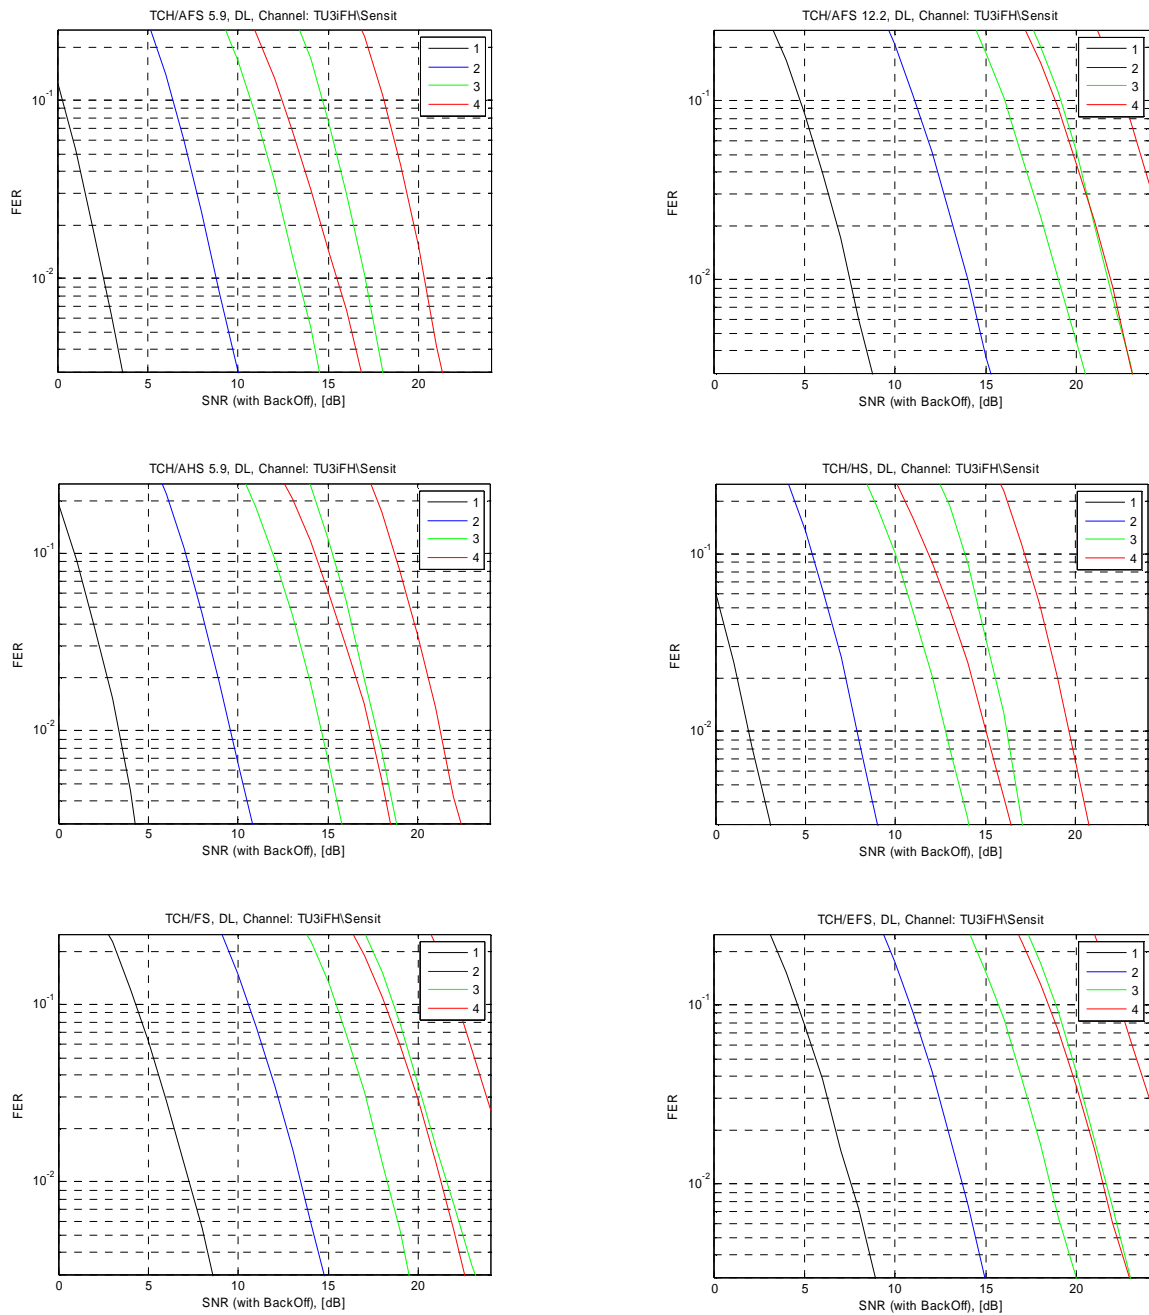 TCH/AFS 5.9, DL, Channel: TU3iFH\Sensit
1
2
3
4
10-1
10-2
FER
0 5 10 15 20
SNR (with BackOff), [dB]
TCH/AFS 12.2, DL, Channel: TU3iFH\Sensit
1
2
3
4
10-1
10-2
FER
0 5 10 15 20
SNR (with BackOff), [dB]
TCH/AHS 5.9, DL, Channel: TU3iFH\Sensit
1
2
3
4
10-1
10-2
FER
0 5 10 15 20
SNR (with BackOff), [dB]
TCH/HS, DL, Channel: TU3iFH\Sensit
1
2
3
4
10-1
10-2
FER
0 5 10 15 20
SNR (with BackOff), [dB]
TCH/FS, DL, Channel: TU3iFH\Sensit
1
2
3
4
10-1
10-2
FER
0 5 10 15 20
SNR (with BackOff), [dB]
TCH/EFS, DL, Channel: TU3iFH\Sensit
1
2
3
4
10-1
10-2
FER
0 5 10 15 20
SNR (with BackOff), [dB]